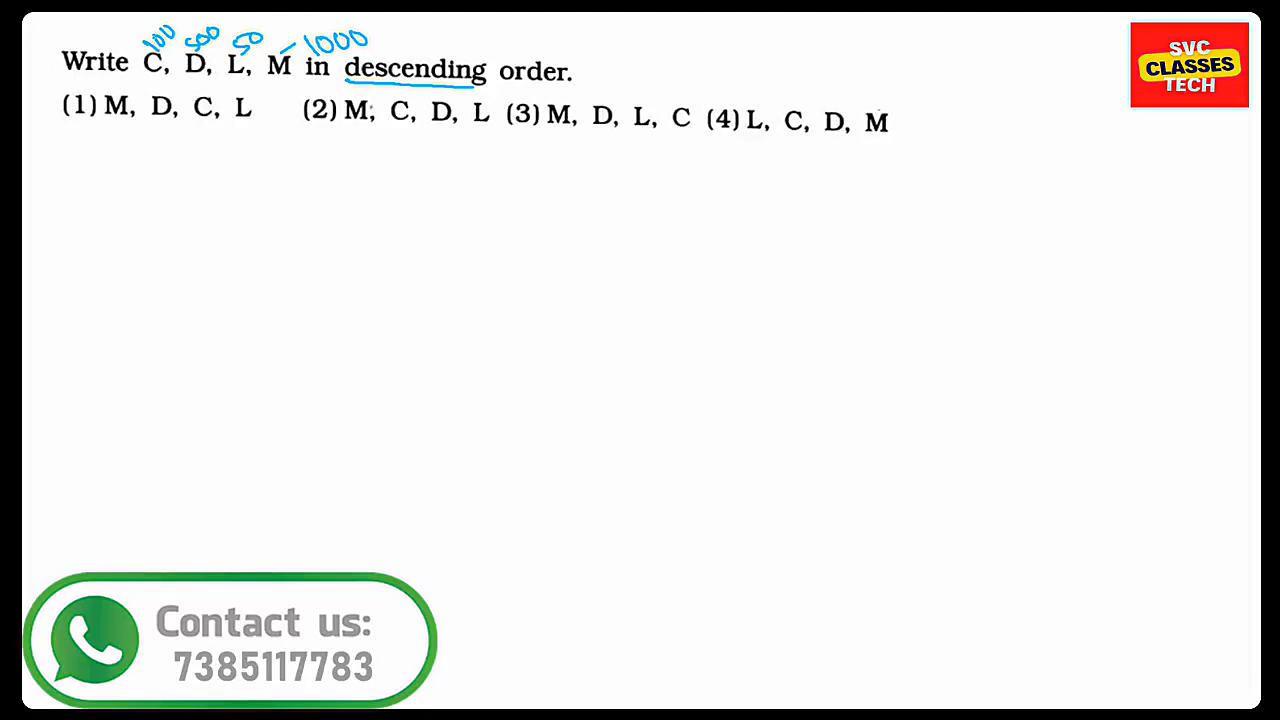 100 500 50 - 1000
Write C, D, L, M in descending order.
(1) M, D, C, L (2) M, C, D, L (3) M, D, L, C (4) L, C, D, M
SVC
CLASSES
TECH
Contact us:
7385117783